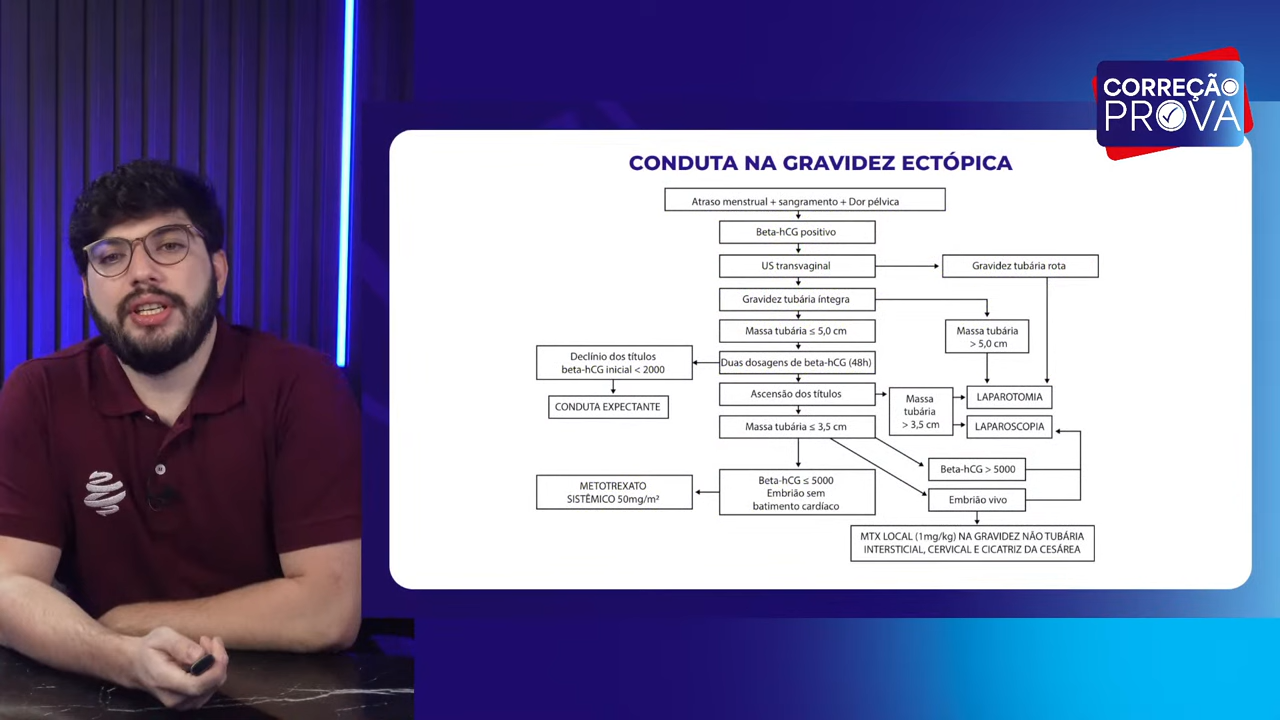 CORREÇÃO
PROVA
CONDUTA NA GRAVIDEZ ECTÓPICA
Atraso menstrual + sangramento + Dor pélvica
Beta-hCG positivo
US transvaginal
Gravidez tubária rota
Gravidez tubária íntegra
Massa tubária ≤ 5,0 cm
Massa tubária
> 5,0 cm
Declínio dos títulos
beta-hCG inicial < 2000
Duas dosagens de beta-hCG (48h)
CONDUTA EXPECTANTE
Ascensão dos títulos
Massa
tubária
> 3,5 cm
LAPAROTOMIA
LAPAROSCOPIA
Massa tubária ≤ 3,5 cm
Beta-hCG > 5000
METOTREXATO
SISTÊMICO 50mg/m²
Beta-hCG ≤ 5000
Embrião sem
batimento cardíaco
Embrião vivo
MTX LOCAL (1mg/kg) NA GRAVIDEZ NÃO TUBÁRIA
INTERSTICIAL, CERVICAL E CICATRIZ DA CESÁREA